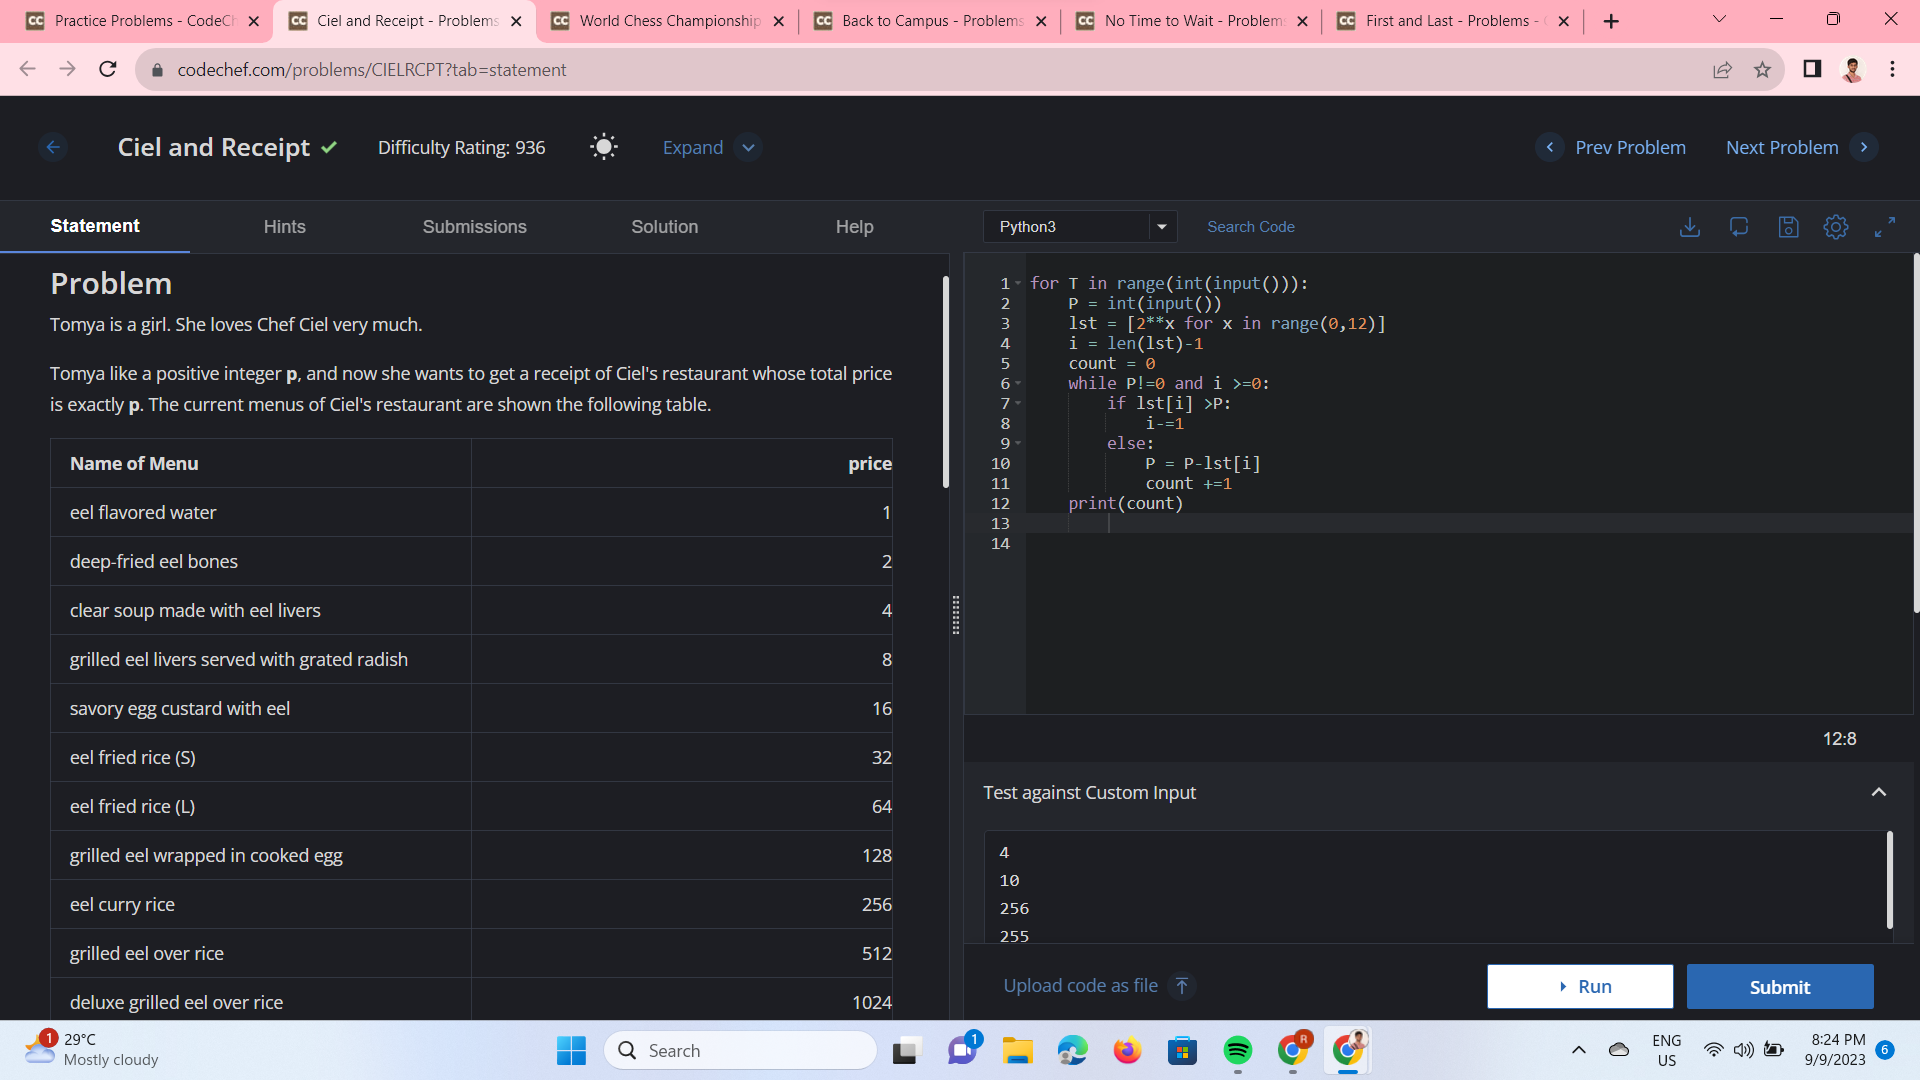 Practice Problems - CodeCh
Ciel and Receipt - Problems
World Chess Championship
Back to Campus - Problems
No Time to Wait - Problems
First and Last - Problems -
codechef.com/problems/CIELRCPT?tab=statement
Ciel and Receipt
Difficulty Rating: 936
Expand
Prev Problem
Next Problem
Statement
Hints
Submissions
Solution
Help
Python3
Search Code
Problem
Tomya is a girl. She loves Chef Ciel very much.
Tomya like a positive integer p, and now she wants to get a receipt of Ciel's restaurant whose total price
is exactly p. The current menus of Ciel's restaurant are shown the following table.
Name of Menu price
eel flavored water 1
deep-fried eel bones 2
clear soup made with eel livers 4
grilled eel livers served with grated radish 8
savory egg custard with eel 16
eel fried rice (S) 32
eel fried rice (L) 64
grilled eel wrapped in cooked egg 128
eel curry rice 256
grilled eel over rice 512
deluxe grilled eel over rice 1024
1 for T in range(int(input())):
2 P = int(input())
3 lst = [2**x for x in range(0,12)]
4 i = len(lst)-1
5 count = 0
6 while P!=0 and i >=0:
7 if lst[i] >P:
8 i-=1
9 else:
10 P = P-lst[i]
11 count +=1
12 print(count)
13
14
12:8
Test against Custom Input
4
10
256
255
Upload code as file
Run
Submit
1
29°C
Mostly cloudy
Search
1
R
ENG
US
8:24 PM
9/9/2023
6